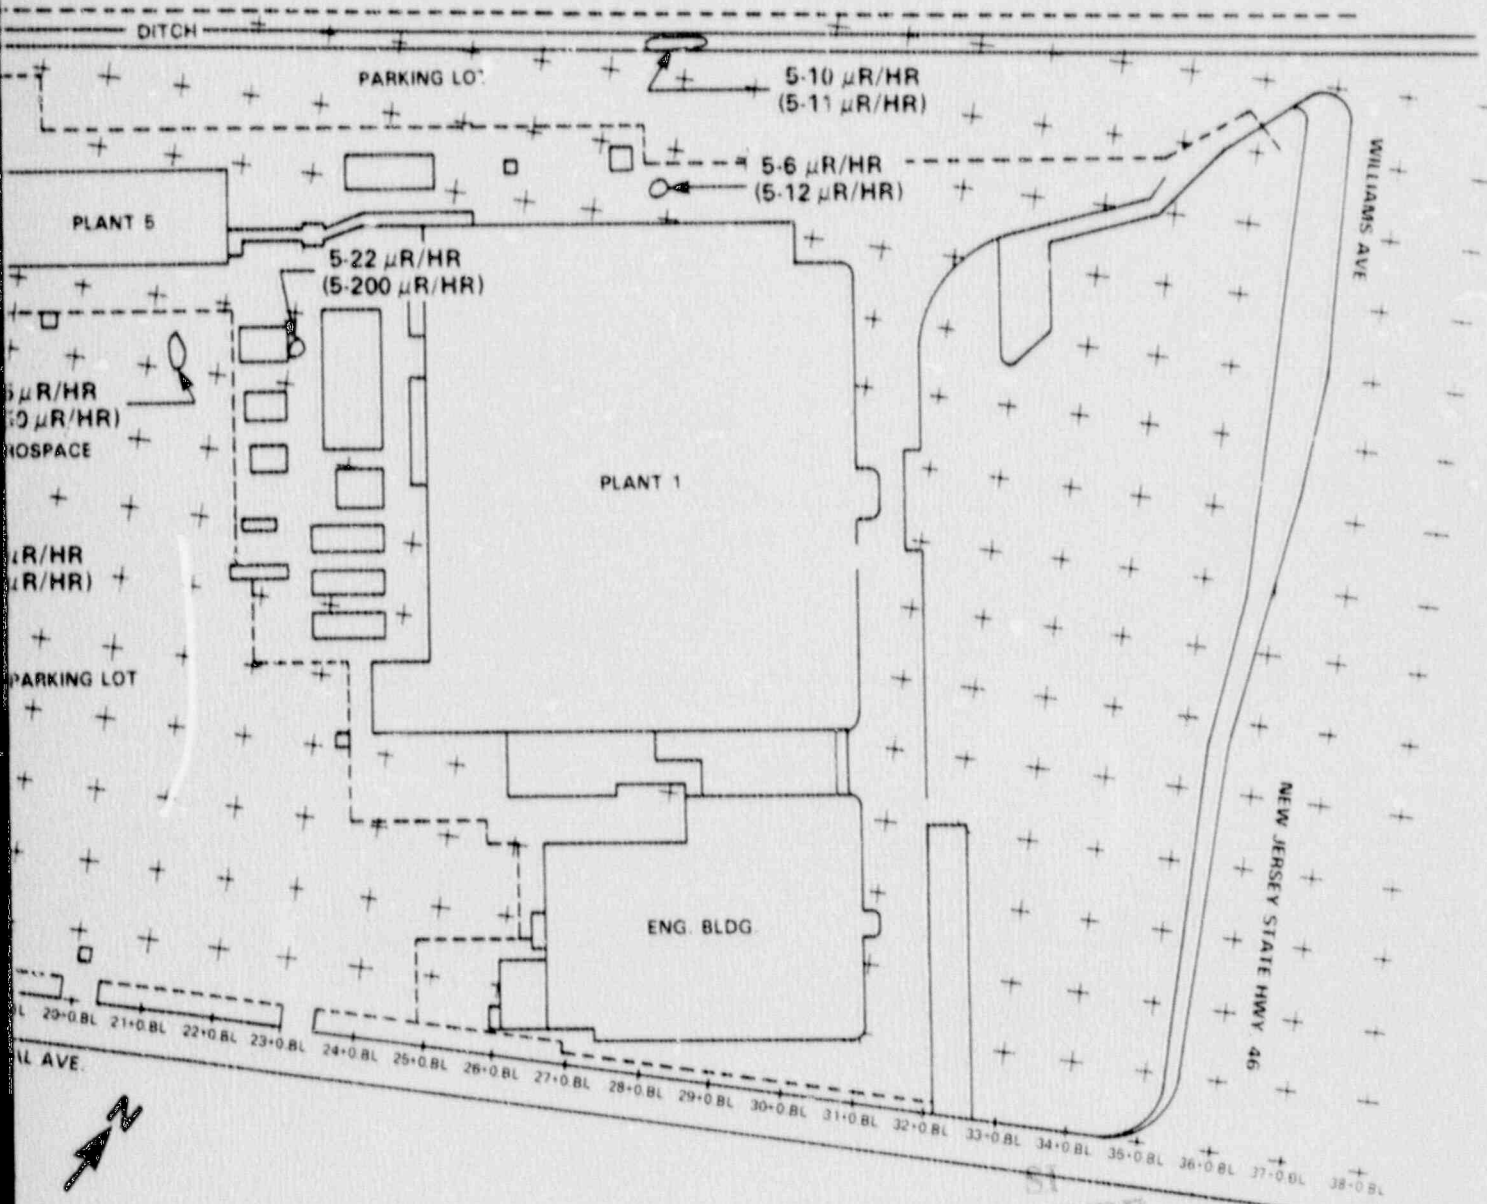 DITCH
PARKING LO
5-10 μR/HR
(5-11 μR/HR)
5-6 μR/HR
(5-12 μR/HR)
WILLIAMS AVE
PLANT 5
5-22 μR/HR
(5-200 μR/HR)
μR/HR
μR/HR)
PLANT 1
R/HR
R/HR)
PARKING LOT
NEW JERSEY STATE HWY 46
ENG. BLDG.
20+0.BL 21+0.BL 22+0.BL 23+0.BL 24+0.BL 25+0.BL 26+0.BL 27+0.BL 28+0.BL 29+0.BL 30+0.BL 31+0.BL 32+0.BL 33+0.BL 34+0.BL 35+0.BL 36+0.BL 37+0.BL 38+0.BL
AVE.
N
SI